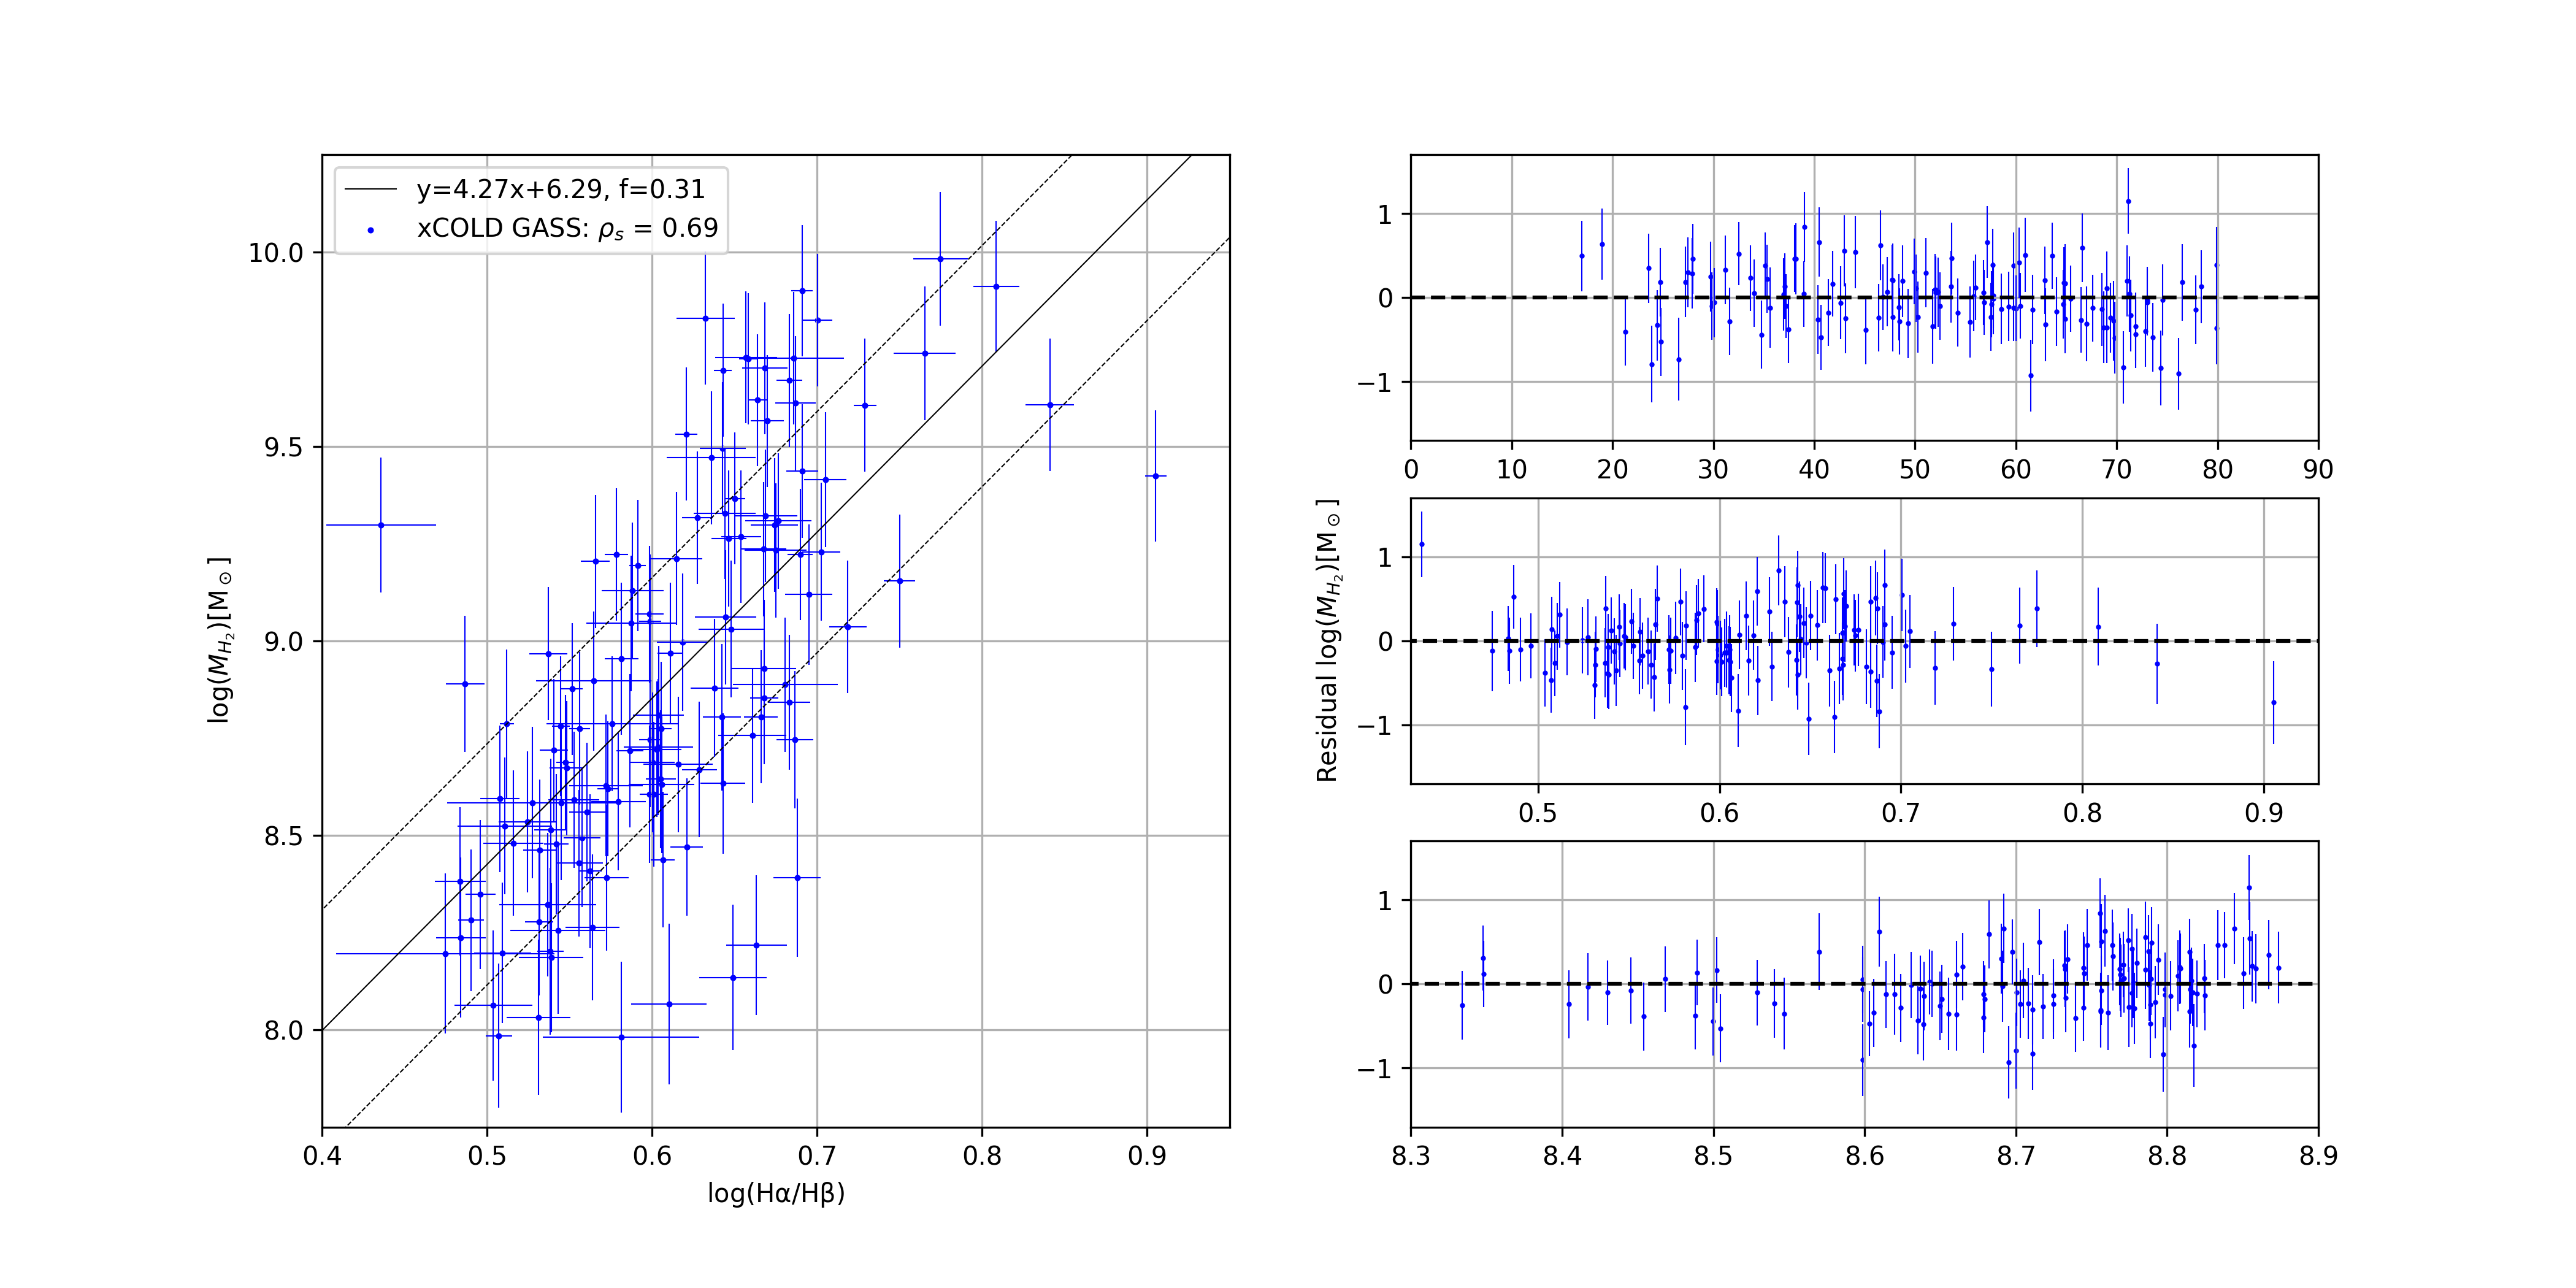 y=4.27x+6.29, f=0.31
xCOLD GASS: ρs = 0.69
10.0
9.5
9.0
8.5
8.0
log(MH2)[M⊙]
0.4 0.5 0.6 0.7 0.8 0.9
log(Hα/Hβ)
1
0
−1
0 10 20 30 40 50 60 70 80 90
Residual log(MH2)[M⊙]
1
0
−1
0.5 0.6 0.7 0.8 0.9
1
0
−1
8.3 8.4 8.5 8.6 8.7 8.8 8.9